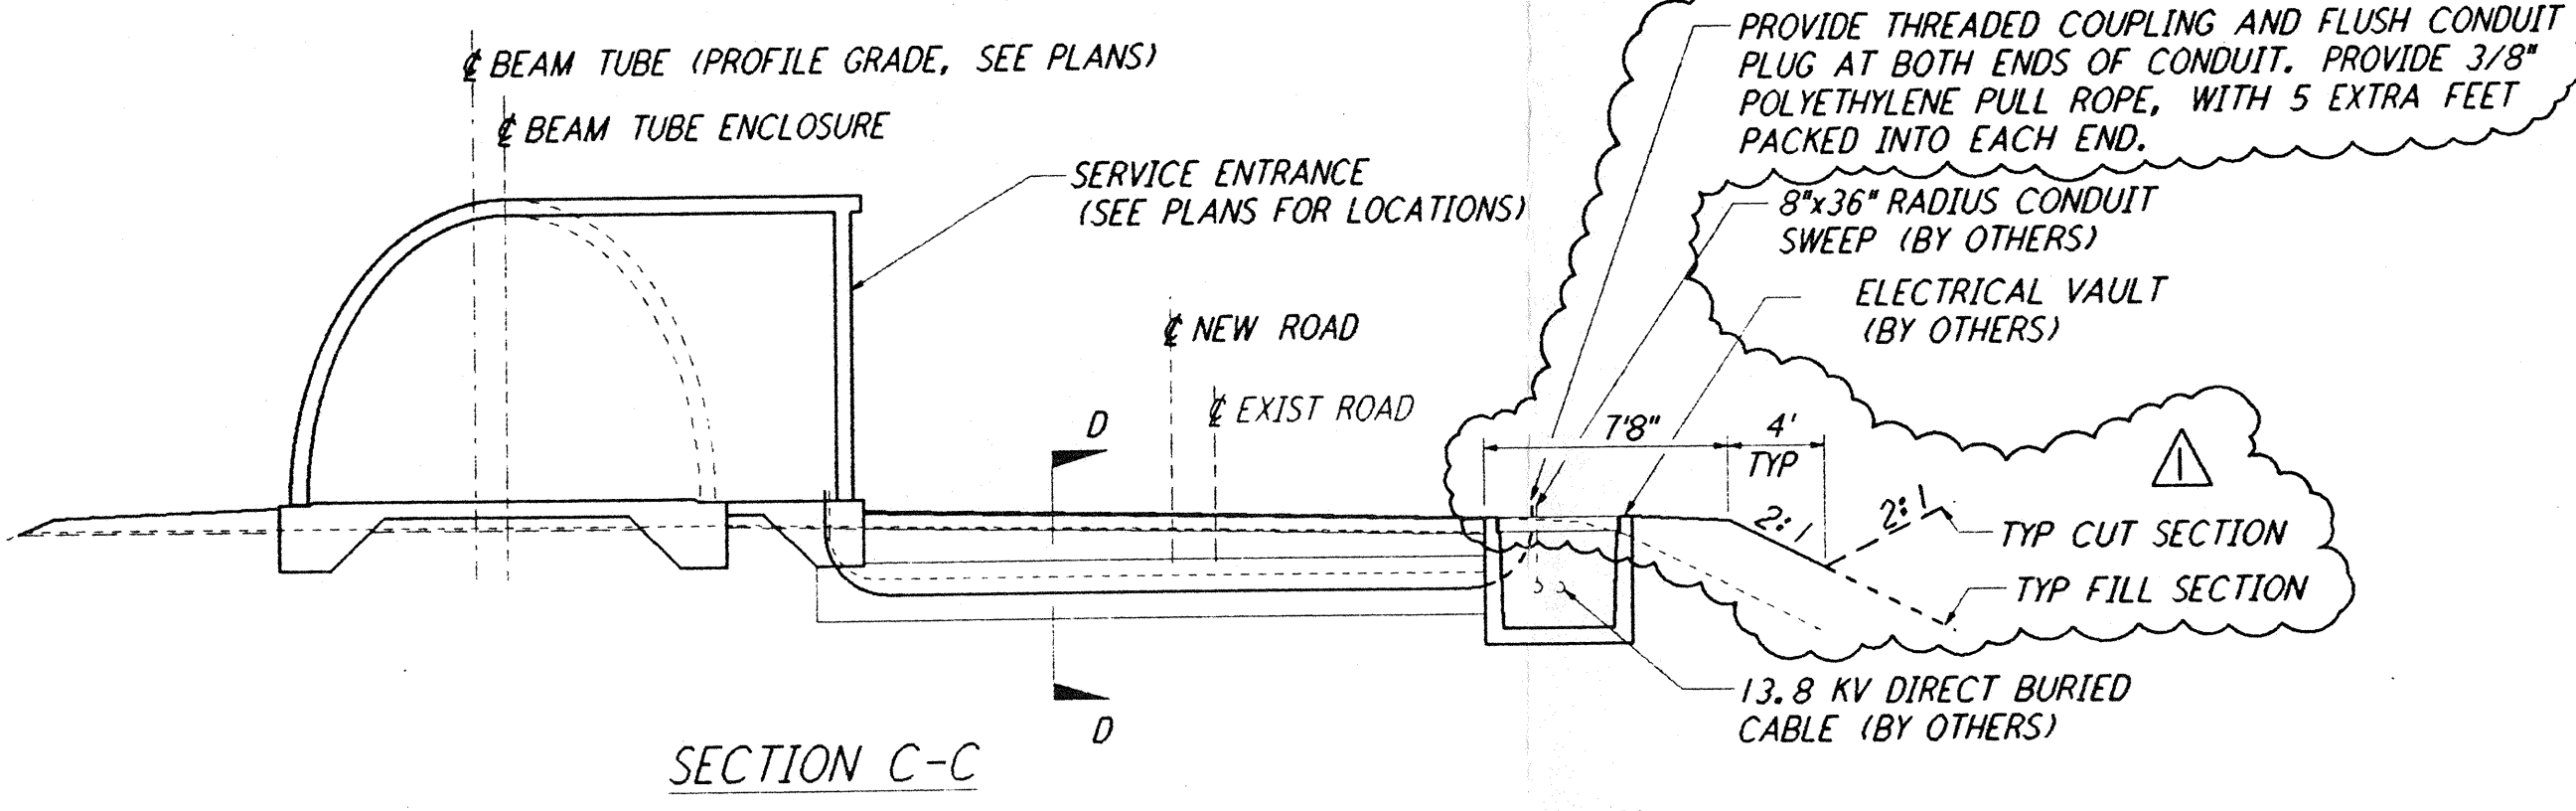 ℄ BEAM TUBE (PROFILE GRADE, SEE PLANS)
℄ BEAM TUBE ENCLOSURE
SERVICE ENTRANCE
(SEE PLANS FOR LOCATIONS)
PROVIDE THREADED COUPLING AND FLUSH CONDUIT
PLUG AT BOTH ENDS OF CONDUIT. PROVIDE 3/8"
POLYETHYLENE PULL ROPE, WITH 5 EXTRA FEET
PACKED INTO EACH END.
8"x36" RADIUS CONDUIT
SWEEP (BY OTHERS)
ELECTRICAL VAULT
(BY OTHERS)
℄ NEW ROAD
℄ EXIST ROAD
D
7'8"
4'
TYP
1
2:1
2:1
TYP CUT SECTION
TYP FILL SECTION
13.8 KV DIRECT BURIED
CABLE (BY OTHERS)
D
SECTION C-C